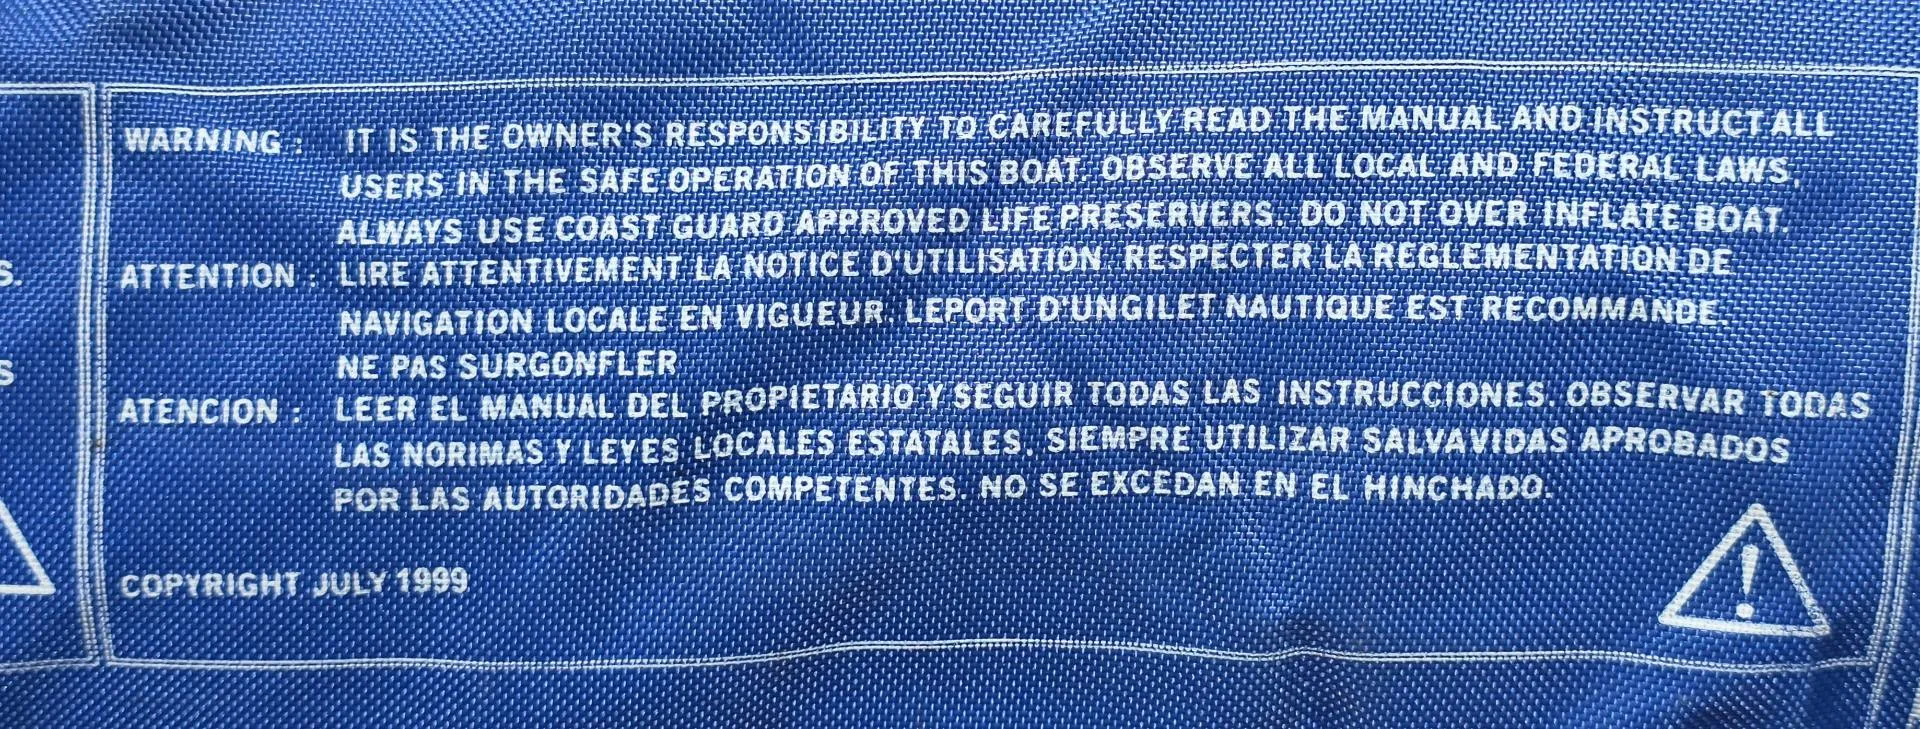 WARNING : IT IS THE OWNER'S RESPONSIBILITY TO CAREFULLY READ THE MANUAL AND INSTRUCT ALL
USERS IN THE SAFE OPERATION OF THIS BOAT. OBSERVE ALL LOCAL AND FEDERAL LAWS,
ALWAYS USE COAST GUARD APPROVED LIFE PRESERVERS. DO NOT OVER INFLATE BOAT.
ATTENTION : LIRE ATTENTIVEMENT LA NOTICE D'UTILISATION. RESPECTER LA REGLEMENTATION DE
NAVIGATION LOCALE EN VIGUEUR. LEPORT D'UNGILET NAUTIQUE EST RECOMMANDE.
NE PAS SURGONFLER
ATENCION : LEER EL MANUAL DEL PROPIETARIO Y SEGUIR TODAS LAS INSTRUCCIONES. OBSERVAR TODAS
LAS NORIMAS Y LEYES LOCALES ESTATALES. SIEMPRE UTILIZAR SALVAVIDAS APROBADOS
POR LAS AUTORIDADES COMPETENTES. NO SE EXCEDAN EN EL HINCHADO.
COPYRIGHT JULY 1999